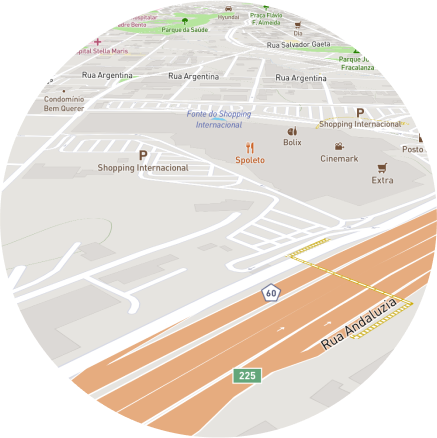 Hospitalar
Pedro Bento
Hyundai
Praça Flávio
F. Almeida
Parque da Saúde
Dia
Hospital Stella Maris
Rua Salvador Gaeta
Parque Jú
Fracalanza
Rua Argentina
Rua Argentina
Rua Argentina
Condomínio
Bem Querer
Fonte do Shopping
Internacional
P
Shopping Internacional
Bolix
Spoleto
Cinemark
Posto
P
Shopping Internacional
Extra
60
Rua Andaluzia
225